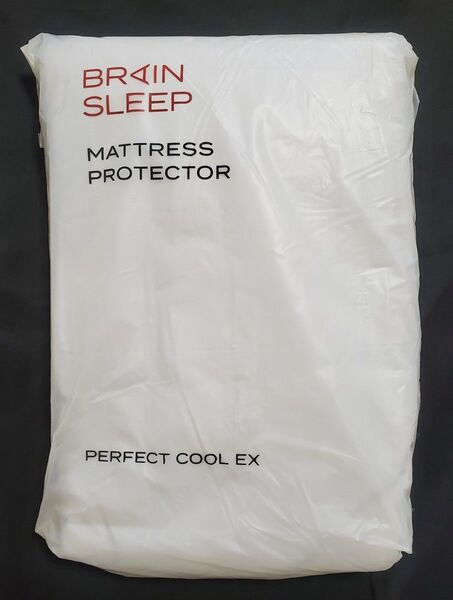 BRAIN
SLEEP
MATTRESS
PROTECTOR
PERFECT COOL EX